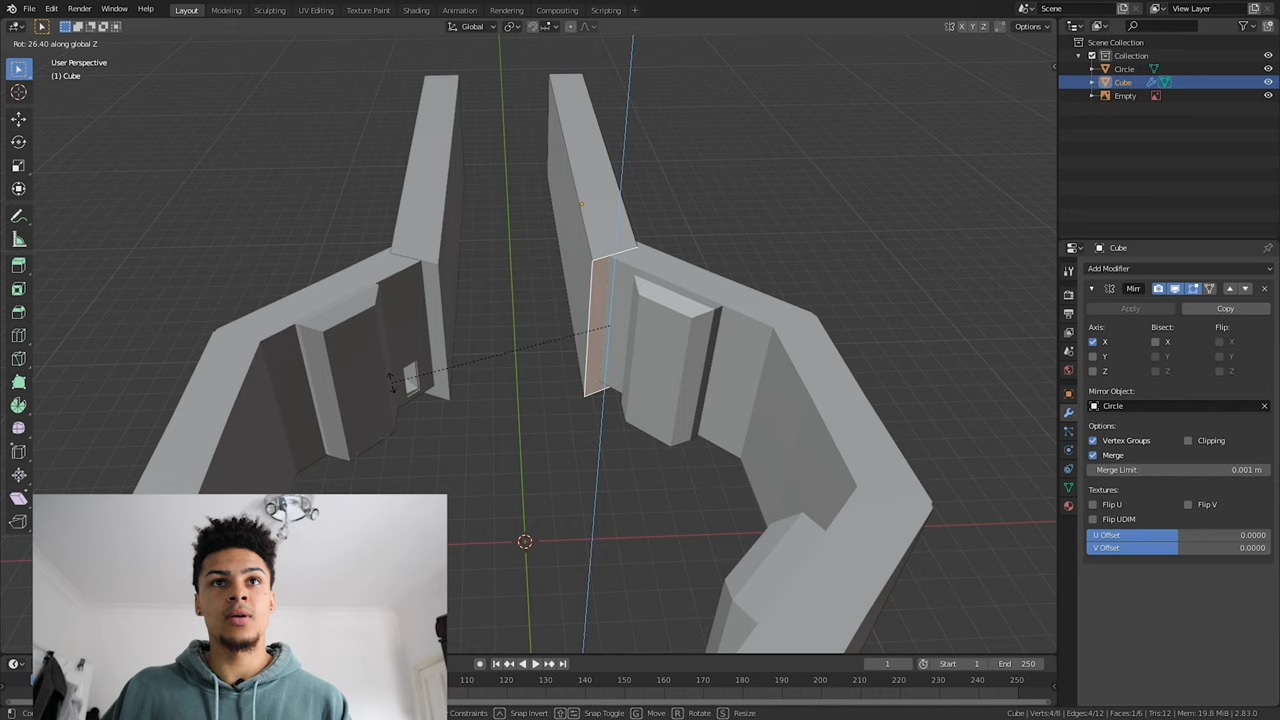 File Edit Render Window Help Layout Modeling Sculpting UV Editing Texture Paint Shading Animation Rendering Compositing Scripting + Scene View Layer
Global X Y Z Options
Rot: 26.40 along global Z
User Perspective
(1) Cube
Scene Collection
Collection
Circle
Cube
Empty
Cube
Add Modifier
Mirr
Apply Copy
Axis: Bisect: Flip:
X X X
Y Y Y
Z Z Z
Mirror Object:
Circle
Options:
Vertex Groups Clipping
Merge
Merge Limit 0.001 m
Textures:
Flip U Flip V
Flip UDIM
U Offset 0.0000
V Offset 0.0000
1 Start 1 End 250
110 120 130 140 150 160 170 180 190 200 210 220 230 240 250
Constraints Snap Invert Snap Toggle G Move R Rotate S Resize Cube | Verts:4/8 | Edges:4/12 | Faces:1/6 | Tris:12 | Mem: 19.8 MiB | 2.83.0